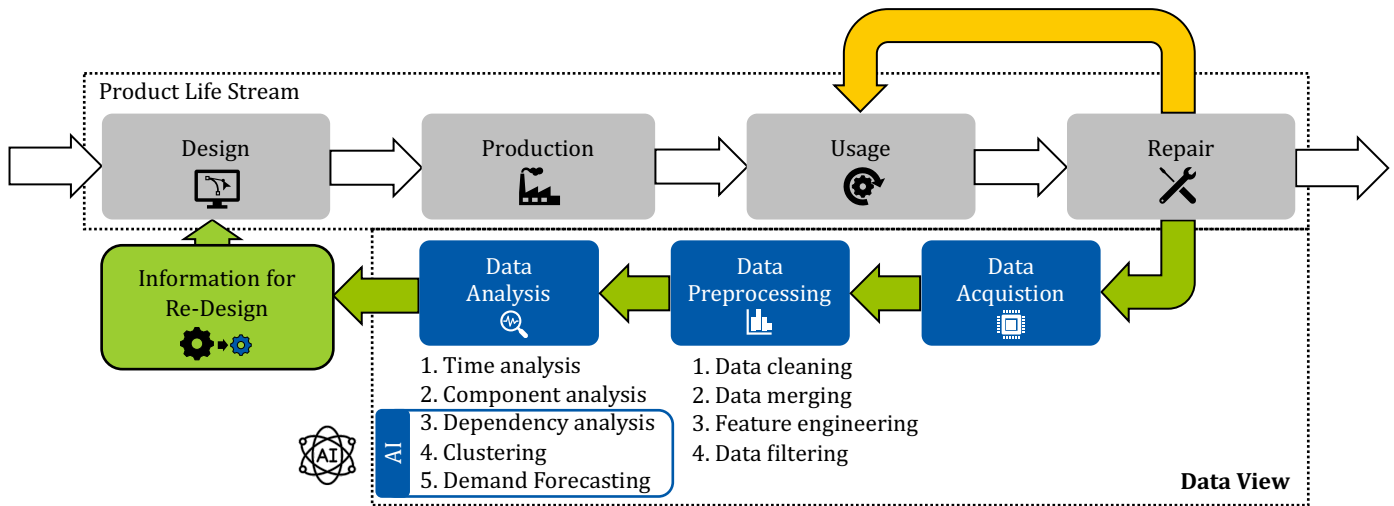 Product Life Stream
Design
Production
Usage
Repair
Information for
Re-Design
Data
Analysis
Data
Preprocessing
Data
Acquistion
1. Time analysis
2. Component analysis
3. Dependency analysis
4. Clustering
5. Demand Forecasting
AI
AI
1. Data cleaning
2. Data merging
3. Feature engineering
4. Data filtering
Data View